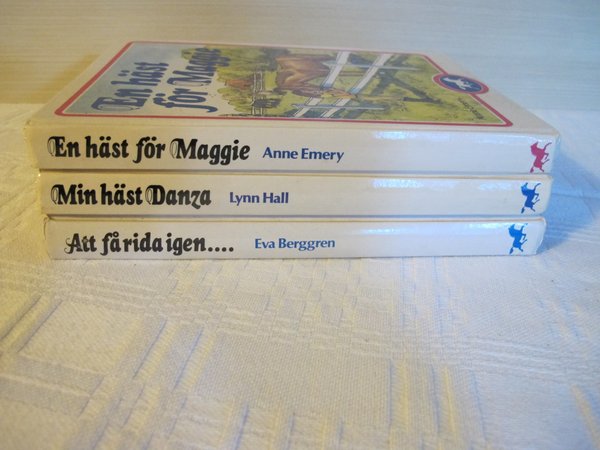 En häst
för Maggie
En häst för Maggie Anne Emery
Min häst Danza Lynn Hall
Att få rida igen.... Eva Berggren